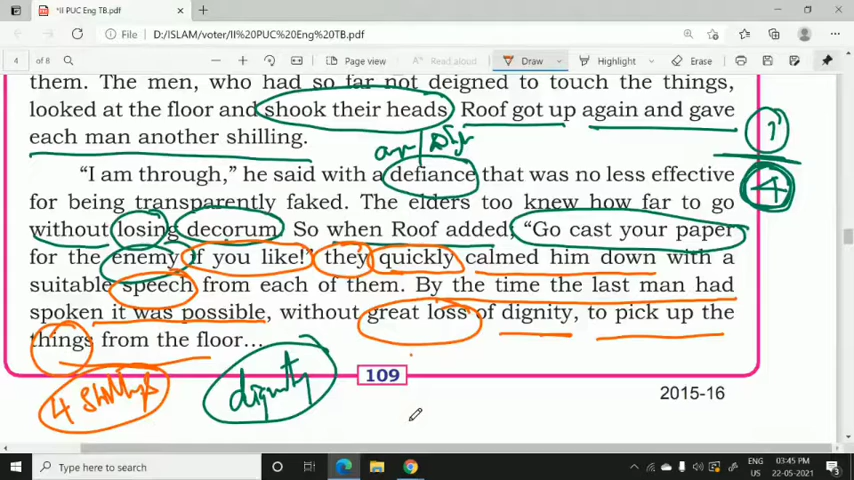 *II PUC Eng TB.pdf
File
D:/ISLAM/voter/II%20PUC%20Eng%20TB.pdf
4 of 8
Read aloud
Draw
Highlight
Erase
them. The men, who had so far not deigned to touch the things,
looked at the floor and shook their heads. Roof got up again and gave
each man another shilling.
"I am through," he said with a defiance that was no less effective
for being transparently faked. The elders too knew how far to go
without losing decorum. So when Roof added; "Go cast your paper
for the enemy if you like!" they quickly calmed him down with a
suitable speech from each of them. By the time the last man had
spoken it was possible, without great loss of dignity, to pick up the
things from the floor...
1
4
4 shillings
dignity
109
2015-16
Type here to search
ENG
US
03:45 PM
22-05-2021
3